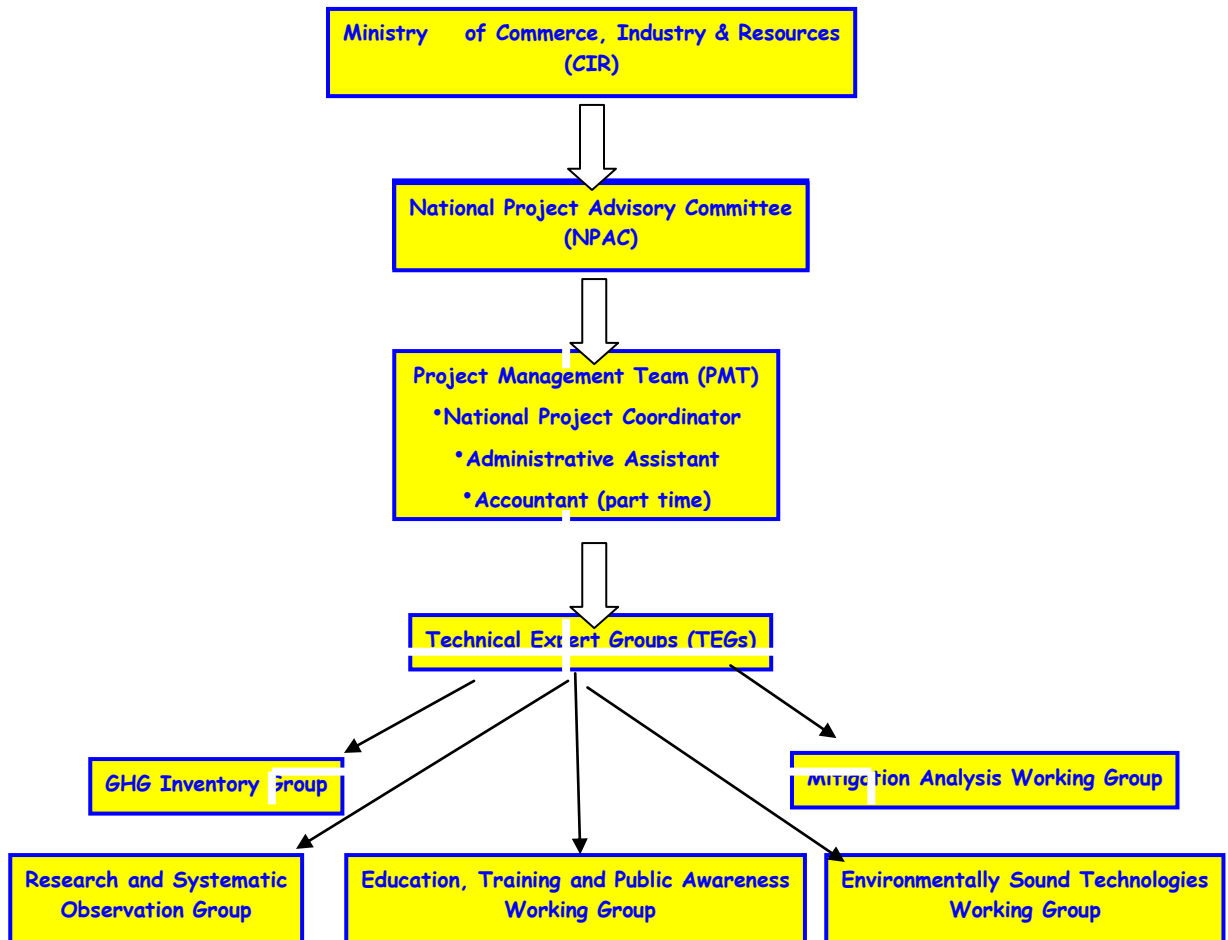 Ministry of Commerce, Industry & Resources
(CIR)
National Project Advisory Committee
(NPAC)
Project Management Team (PMT)
•National Project Coordinator
•Administrative Assistant
•Accountant (part time)
Technical Expert Groups (TEGs)
GHG Inventory Group
Mitigation Analysis Working Group
Research and Systematic
Observation Group
Education, Training and Public Awareness
Working Group
Environmentally Sound Technologies
Working Group